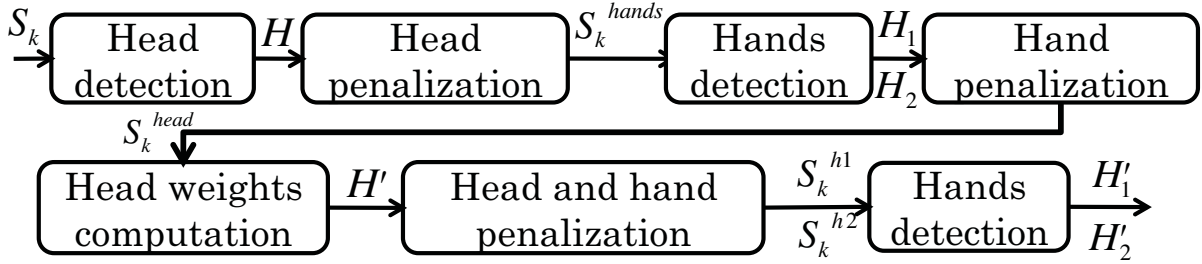 S_k
Head
detection
H
Head
penalization
S_k^{hands}
Hands
detection
H_1
H_2
Hand
penalization
S_k^{head}
Head weights
computation
H'
Head and hand
penalization
S_k^{h1}
S_k^{h2}
Hands
detection
H'_1
H'_2